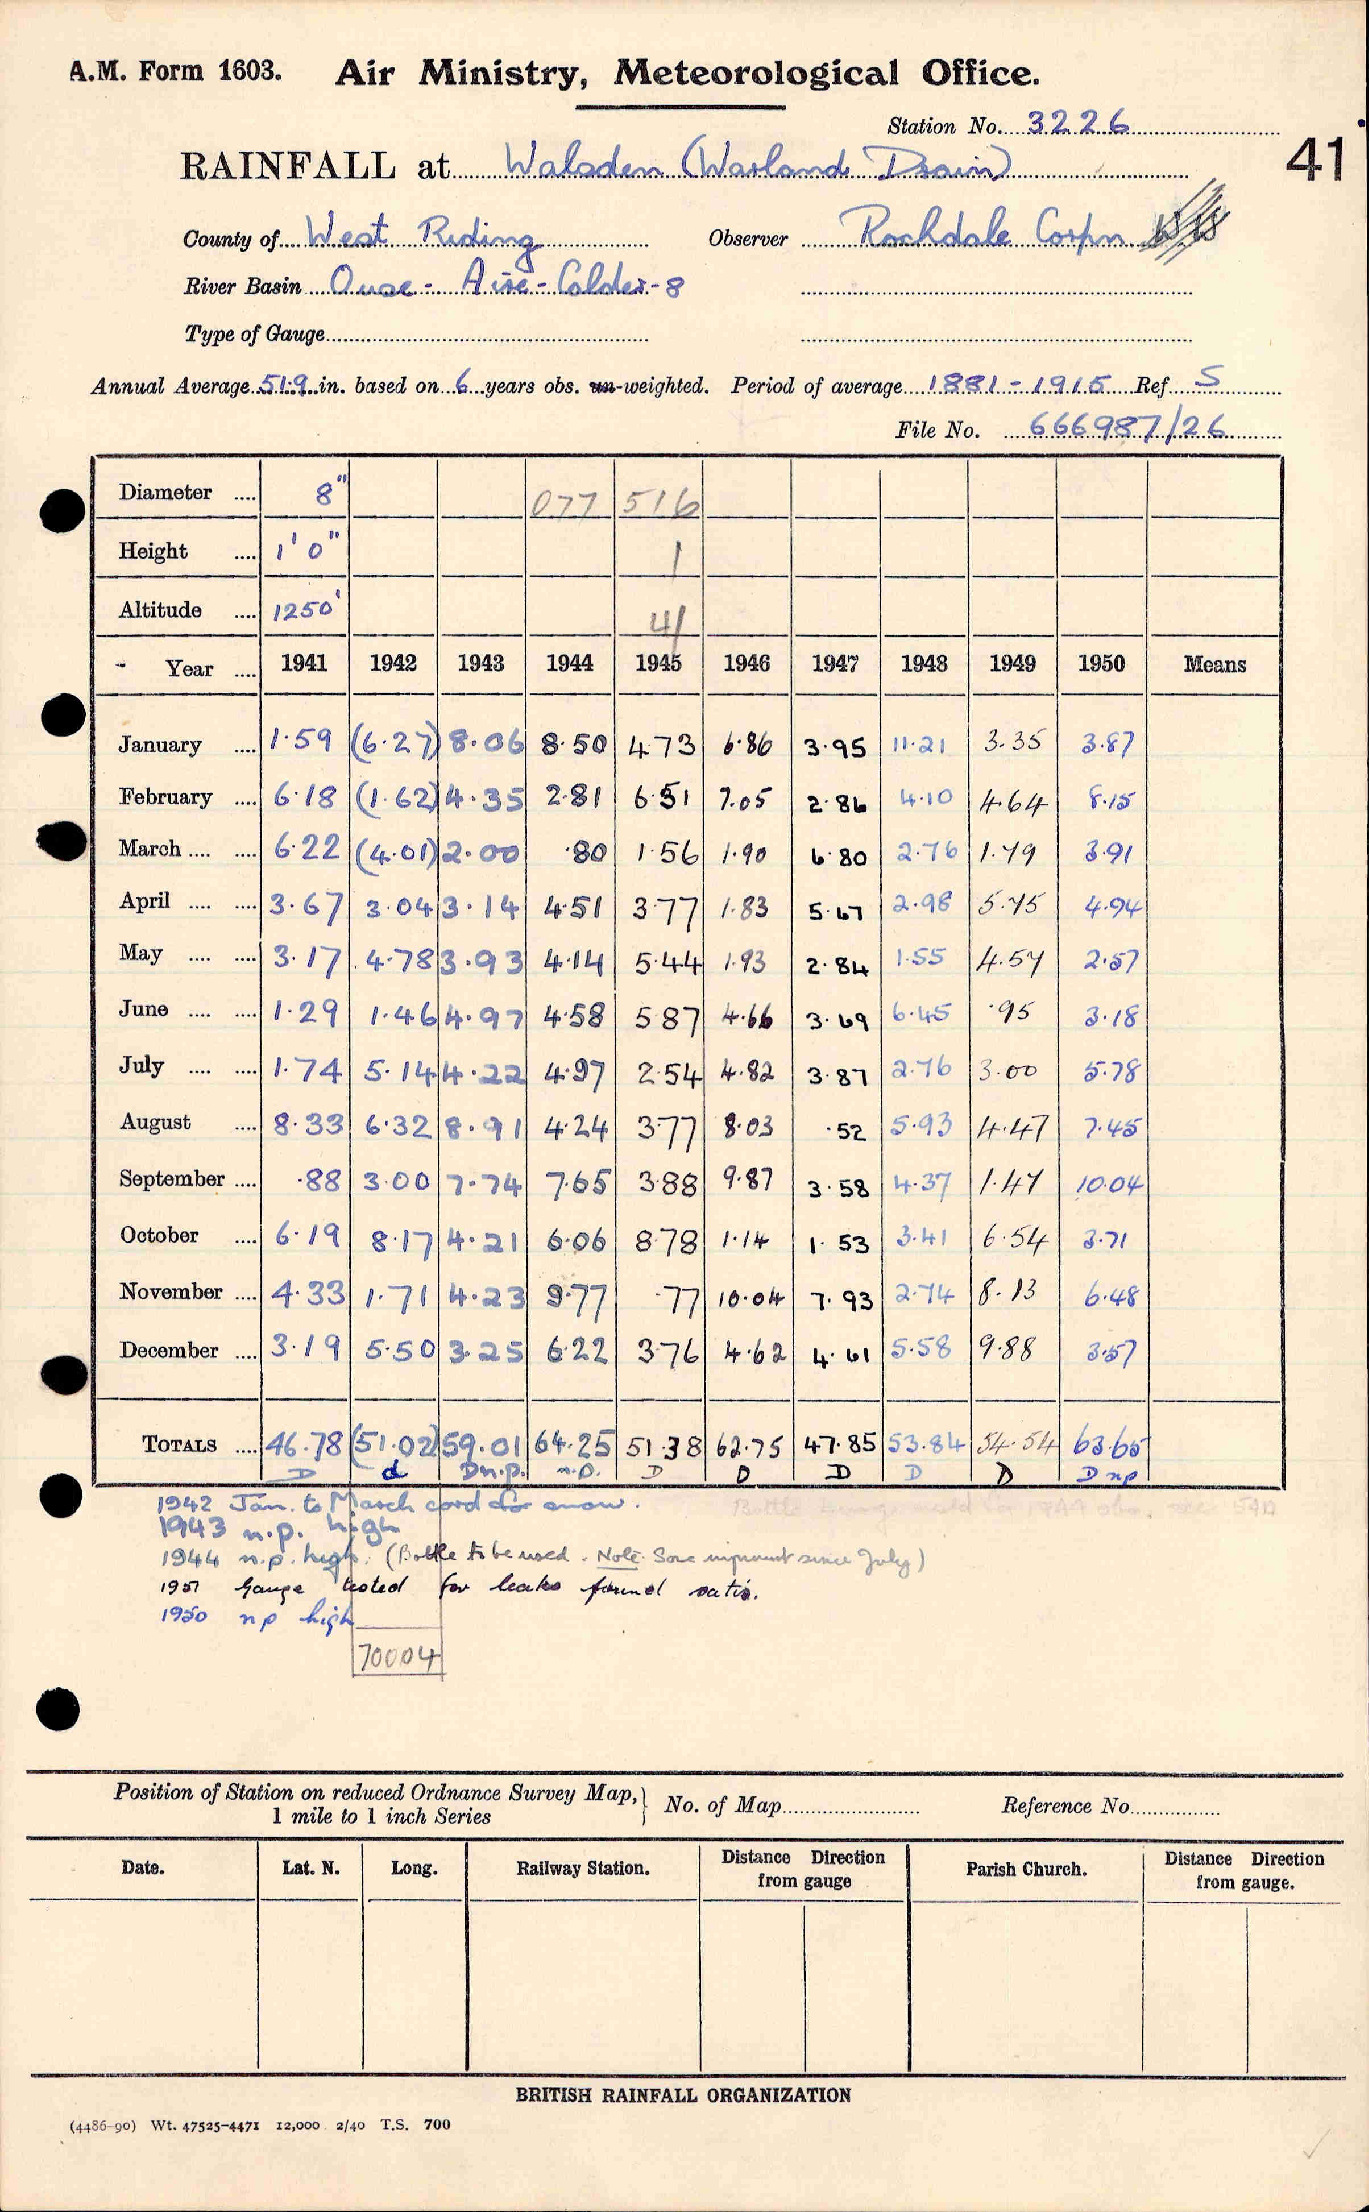 A.M. Form 1603. Air Ministry, Meteorological Office.
Station No. 3226
41
RAINFALL at Walsden (Warland Drain)
County of West Riding Observer Rochdale Corpn
River Basin Ouse - Aire - Calder - 8
Type of Gauge
Annual Average 51.9 in. based on 6 years obs. un-weighted. Period of average 1881 - 1915 Ref S
File No. 666987/26
Diameter .... 8" 077 516
Height .... 1' 0" 1
Altitude .... 1250' 41
- Year .... 1941 1942 1943 1944 1945 1946 1947 1948 1949 1950 Means
January .... 1.59 (6.27) 8.06 8.50 4.73 6.86 3.95 11.21 3.35 3.87
February .... 6.18 (1.62) 4.35 2.81 6.51 7.05 2.86 4.10 4.64 8.15
March .... .... 6.22 (4.01) 2.00 .80 1.56 1.90 6.80 2.76 1.79 3.91
April .... .... 3.67 3.04 3.14 4.51 3.77 1.83 5.67 2.98 5.75 4.94
May .... .... 3.17 4.78 3.93 4.14 5.44 1.93 2.84 1.55 4.57 2.57
June .... .... 1.29 1.46 4.97 4.58 5.87 4.66 3.69 6.45 .95 3.18
July .... .... 1.74 5.14 4.22 4.97 2.54 4.82 3.87 2.76 3.00 5.78
August .... 8.33 6.32 8.91 4.24 3.77 8.03 .52 5.93 4.47 7.45
September .... .88 3.00 7.74 7.65 3.88 9.87 3.58 4.37 1.47 10.04
October .... 6.19 8.17 4.21 6.06 8.78 1.14 1.53 3.41 6.54 3.71
November .... 4.33 1.71 4.23 9.77 .77 10.04 7.93 2.74 8.13 6.48
December .... 3.19 5.50 3.25 6.22 3.76 4.62 4.61 5.58 9.88 3.57
TOTALS .... 46.78 (51.02) 59.01 64.25 51.38 62.75 47.85 53.84 54.54 63.65
D d D n.p. n.p. D D D D D D np
1942 Jan. to March cord for snow.
1943 n.p. high
1944 n.p. high. (Bottle to be used. Note Some improvmt since July)
1951 Gauge tested for leaks found satis.
1950 np high
70004
Position of Station on reduced Ordnance Survey Map, 1 mile to 1 inch Series } No. of Map Reference No.
Date. Lat. N. Long. Railway Station. Distance Direction from gauge Parish Church. Distance Direction from gauge.
BRITISH RAINFALL ORGANIZATION
(4486-90) Wt. 47525-4471 12,000 2/40 T.S. 700